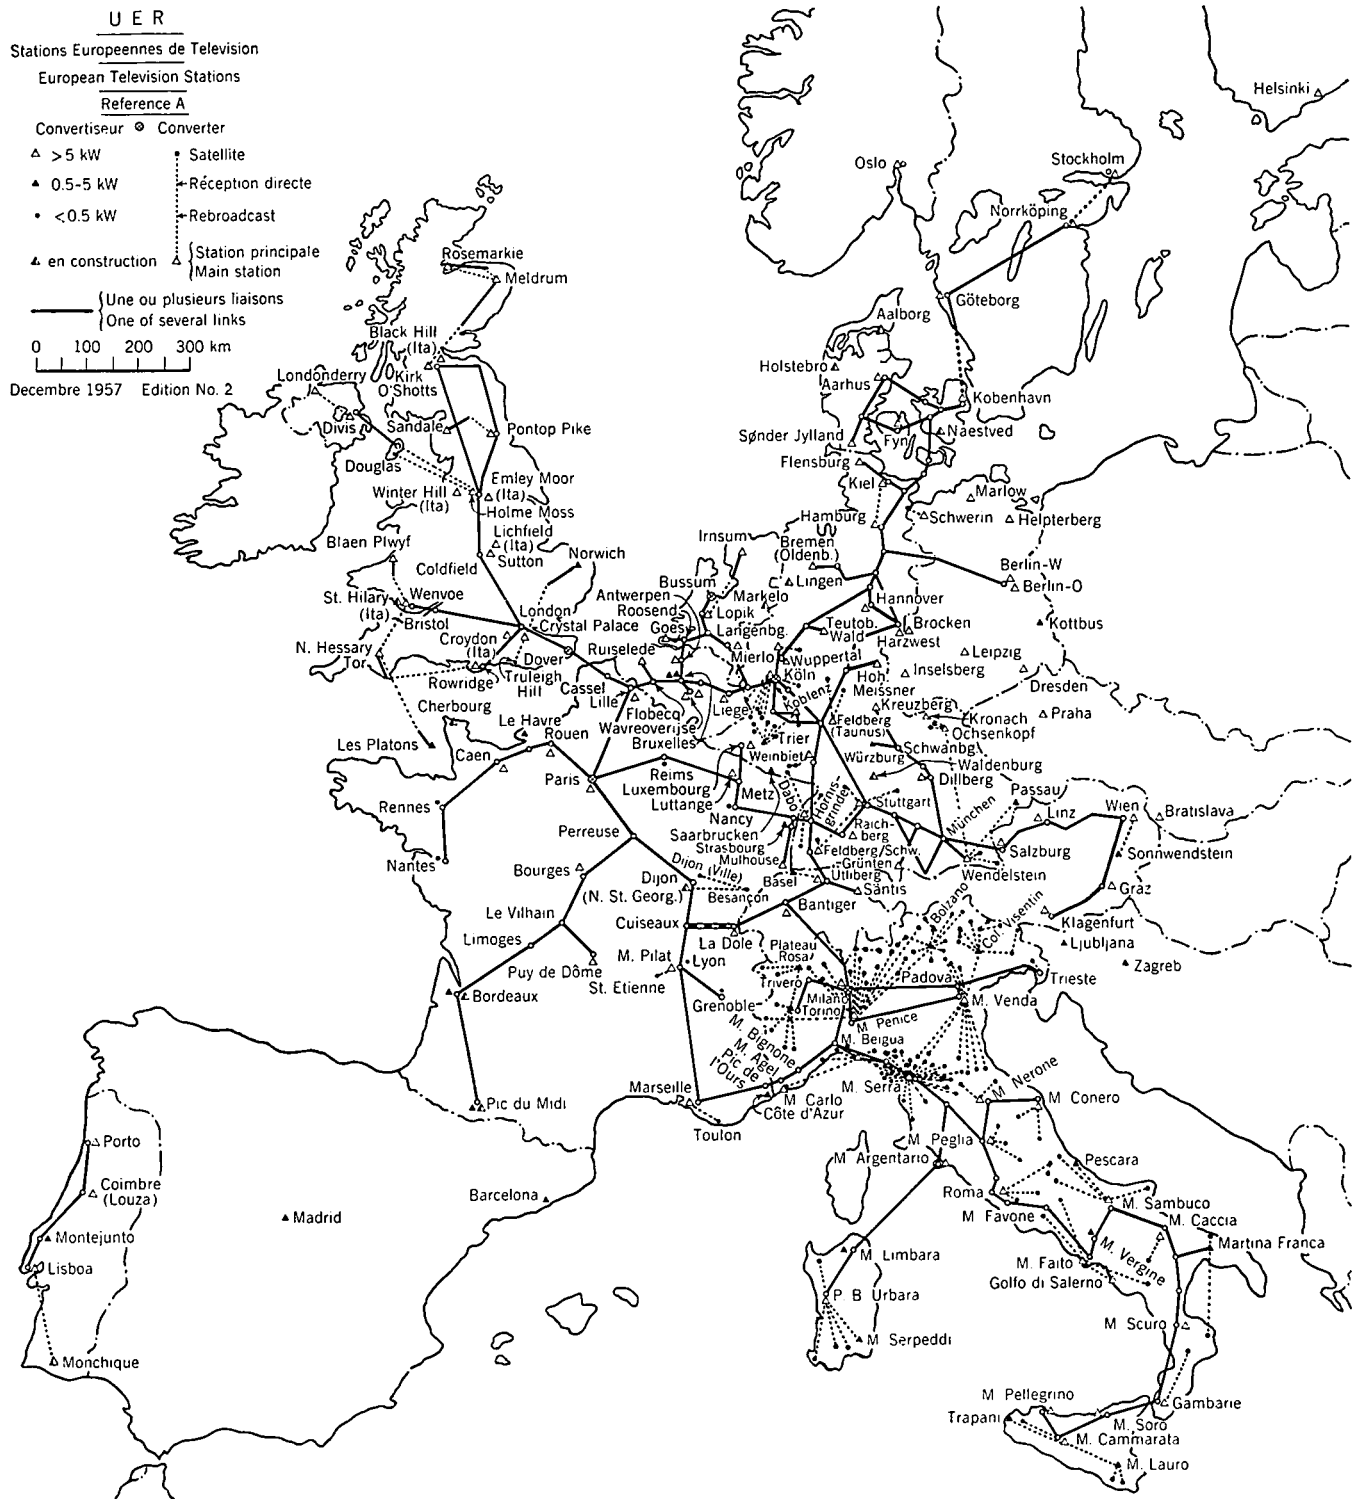 U E R
Stations Europeennes de Television
European Television Stations
Reference A
Convertiseur Converter
>5 kW
Satellite
0.5-5 kW
Réception directe
<0.5 kW
Rebroadcast
en construction
Station principale
Main station
Une ou plusieurs liaisons
One of several links
0 100 200 300 km
Decembre 1957 Edition No. 2
Helsinki
Oslo
Stockholm
Norrköping
Rosemarkie
Meldrum
Göteborg
Aalborg
Black Hill
(Ita)
Holstebro
Londonderry
Kirk
O'Shotts
Aarhus
Kobenhavn
Divis
Sandale
Pontop Pike
Sønder Jylland
Fyn
Naestved
Douglas
Flensburg
Winter Hill
(Ita)
Emley Moor
(Ita)
Holme Moss
Kiel
Marlow
Hamburg
Schwerin
Helpterberg
Lichfield
(Ita)
Sutton
Coldfield
Blaen Plwyf
Irnsum
Bremen
(Oldenb.)
Norwich
Lingen
Berlin-W
Berlin-O
Bussum
Antwerpen
Roosend
Goes
Markelo
Lopik
Langenbg.
Hannover
St. Hilary
(Ita)
Wenvoe
Bristol
London
Crystal Palace
Teutob.
Wald
Brocken
Harzwest
Kottbus
Croydon
(Ita)
Dover
Ruiselede
Mierlo
Wuppertal
Köln
Leipzig
N. Hessary
Tor
Rowridge
Truleigh
Hill
Cassel
Lille
Hoh
Meissner
Inselsberg
Dresden
Koblenz
Liege
Kreuzberg
Praha
Cherbourg
Flobecq
Wavreoverijse
Bruxelles
Trier
Feldberg
(Taunus)
Kronach
Ochsenkopf
Le Havre
Rouen
Les Platons
Caen
Weinbiet
Schwanbg.
Würzburg
Waldenburg
Dillberg
Paris
Reims
Luxembourg
Luttange
Metz
Dabo
Hornis-
grinde
Stuttgart
München
Passau
Linz
Wien
Bratislava
Rennes
Nancy
Perreuse
Saarbrucken
Strasbourg
Mulhouse
Raich-
berg
Feldberg/Schw.
Grünten
Salzburg
Sonnwendstein
Nantes
Bourges
Dijon (Ville)
Dijon
(N. St. Georg.)
Besançon
Basel
Utliberg
Säntis
Wendelstein
Graz
Le Vilhain
Cuiseaux
Bantiger
Bolzano
Col. Visentin
Klagenfurt
Ljubljana
Limoges
La Dole
M. Pilat
Lyon
Plateau
Rosa
Zagreb
Puy de Dôme
St. Etienne
Trivero
Padova
Trieste
Bordeaux
Grenoble
Milano
Torino
M. Venda
M Penice
M. Bignone
M. Agel
Pic de
l'Ours
M. Beigua
M. Serra
M Nerone
Pic du Midi
Marseille
M Carlo
Côte d'Azur
M Conero
Toulon
Porto
M Peglia
M Argentario
Pescara
Coimbre
(Louza)
Roma
M. Sambuco
Barcelona
M Favone
M. Caccia
Madrid
Montejunto
Martina Franca
M Limbara
M. Faito
M. Vergine
Lisboa
Golfo di Salerno
P. B Urbara
M Scuro
M Serpeddi
Monchique
M Pellegrino
Gambarie
Trapani
M. Soro
M. Cammarata
M. Lauro